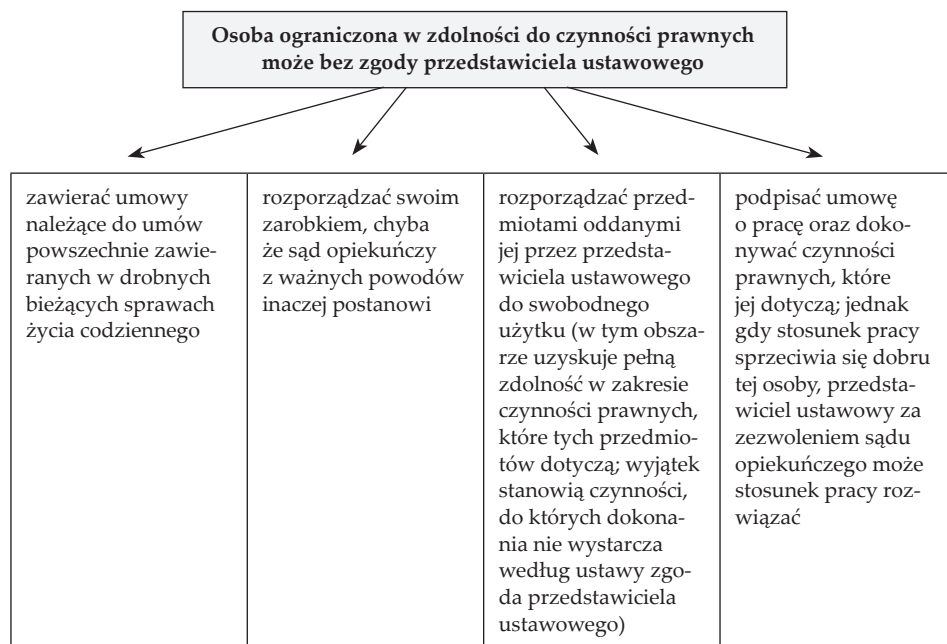 Osoba ograniczona w zdolności do czynności prawnych
może bez zgody przedstawiciela ustawowego
zawierać umowy
należące do umów
powszechnie zawie-
ranych w drobnych
bieżących sprawach
życia codziennego
rozporządzać swoim
zarobkiem, chyba
że sąd opiekuńczy
z ważnych powodów
inaczej postanowi
rozporządzać przed-
miotami oddanymi
jej przez przedsta-
wiciela ustawowego
do swobodnego
użytku (w tym obsza-
rze uzyskuje pełną
zdolność w zakresie
czynności prawnych,
które tych przedmio-
tów dotyczą; wyjątek
stanowią czynności,
do których dokona-
nia nie wystarcza
według ustawy zgo-
da przedstawiciela
ustawowego)
podpisać umowę
o pracę oraz doko-
nywać czynności
prawnych, które
jej dotyczą; jednak
gdy stosunek pracy
sprzeciwia się dobru
tej osoby, przedsta-
wiciel ustawowy za
zezwoleniem sądu
opiekuńczego może
stosunek pracy roz-
wiązać